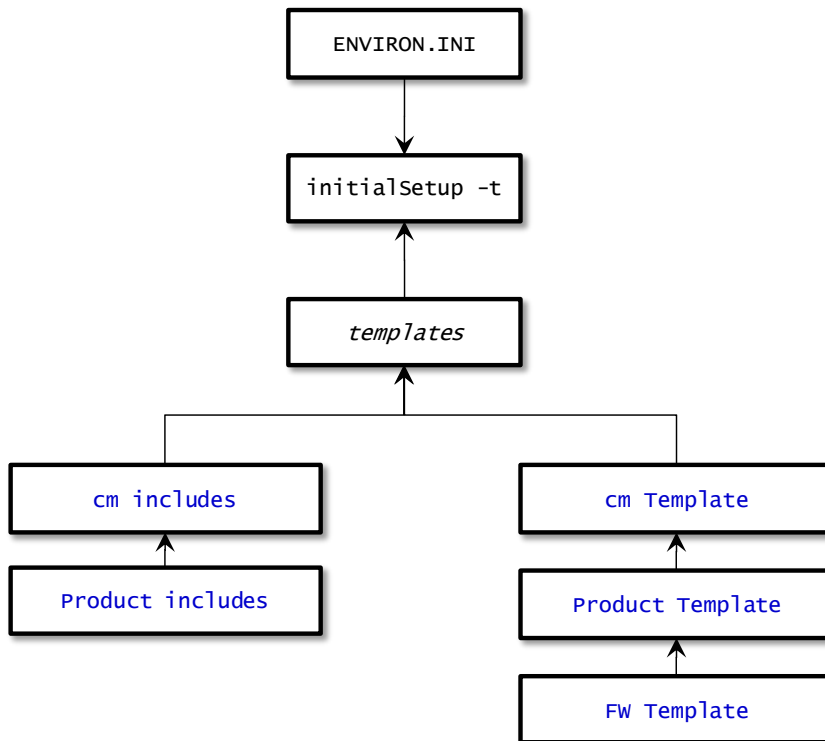 ENVIRON.INI
initialSetup -t
templates
cm includes
cm Template
Product includes
Product Template
FW Template